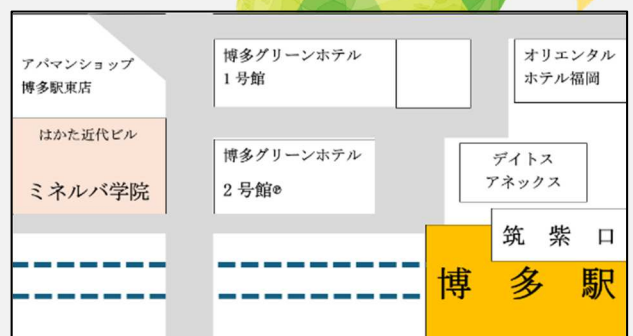 アパマンショップ
博多駅東店
博多グリーンホテル
1号館
オリエンタル
ホテル福岡
はかた近代ビル
ミネルバ学院
博多グリーンホテル
2号館℗
デイトス
アネックス
筑紫口
博多駅